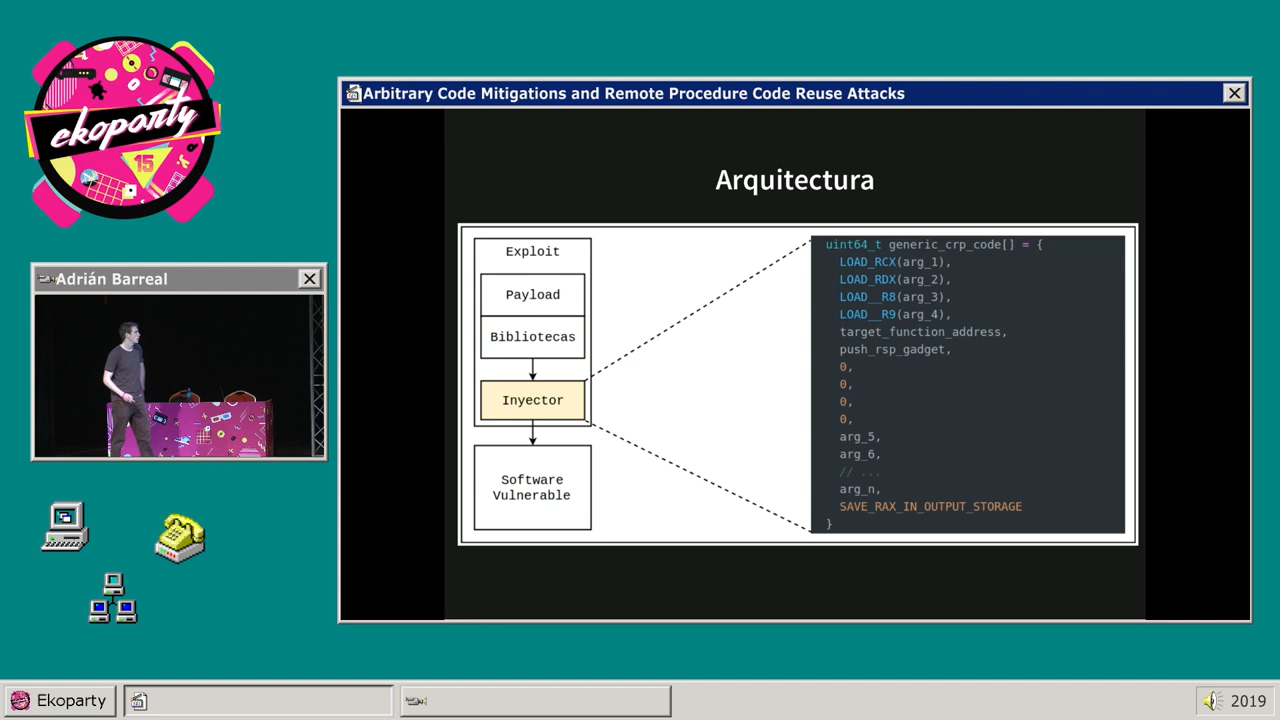 ekoparty
15
Adrián Barreal
Arbitrary Code Mitigations and Remote Procedure Code Reuse Attacks
Arquitectura
Exploit
Payload
Bibliotecas
Inyector
Software
Vulnerable
uint64_t generic_crp_code[] = {
LOAD_RCX(arg_1),
LOAD_RDX(arg_2),
LOAD__R8(arg_3),
LOAD__R9(arg_4),
target_function_address,
push_rsp_gadget,
0,
0,
0,
0,
arg_5,
arg_6,
// ...
arg_n,
SAVE_RAX_IN_OUTPUT_STORAGE
}
Ekoparty
2019